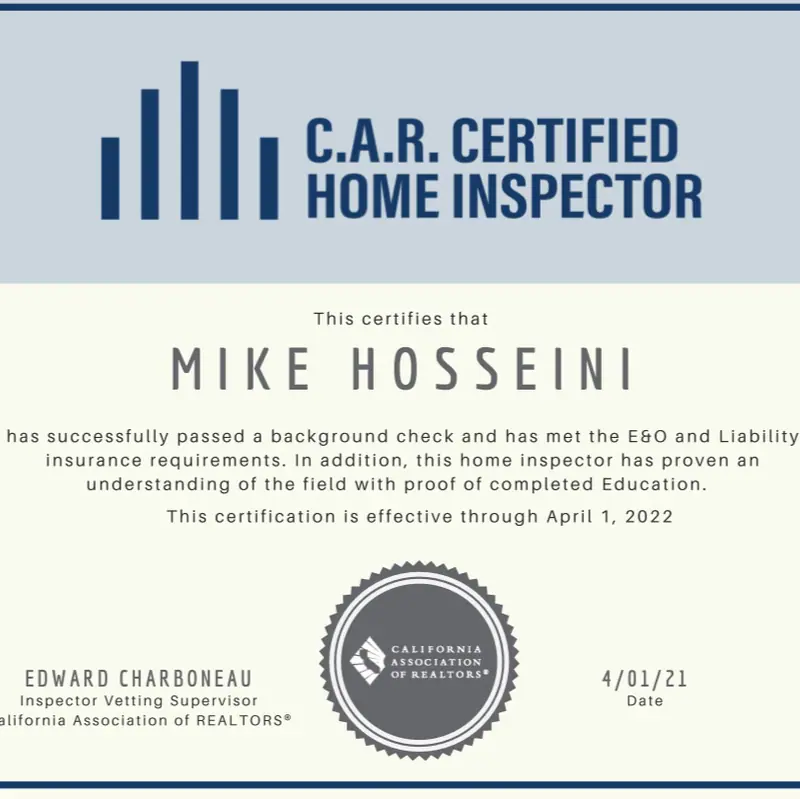 C.A.R. CERTIFIED
HOME INSPECTOR
This certifies that
MIKE HOSSEINI
has successfully passed a background check and has met the E&O and Liability
insurance requirements. In addition, this home inspector has proven an
understanding of the field with proof of completed Education.
This certification is effective through April 1, 2022
CALIFORNIA
ASSOCIATION
OF REALTORS®
EDWARD CHARBONEAU
Inspector Vetting Supervisor
alifornia Association of REALTORS®
4/01/21
Date